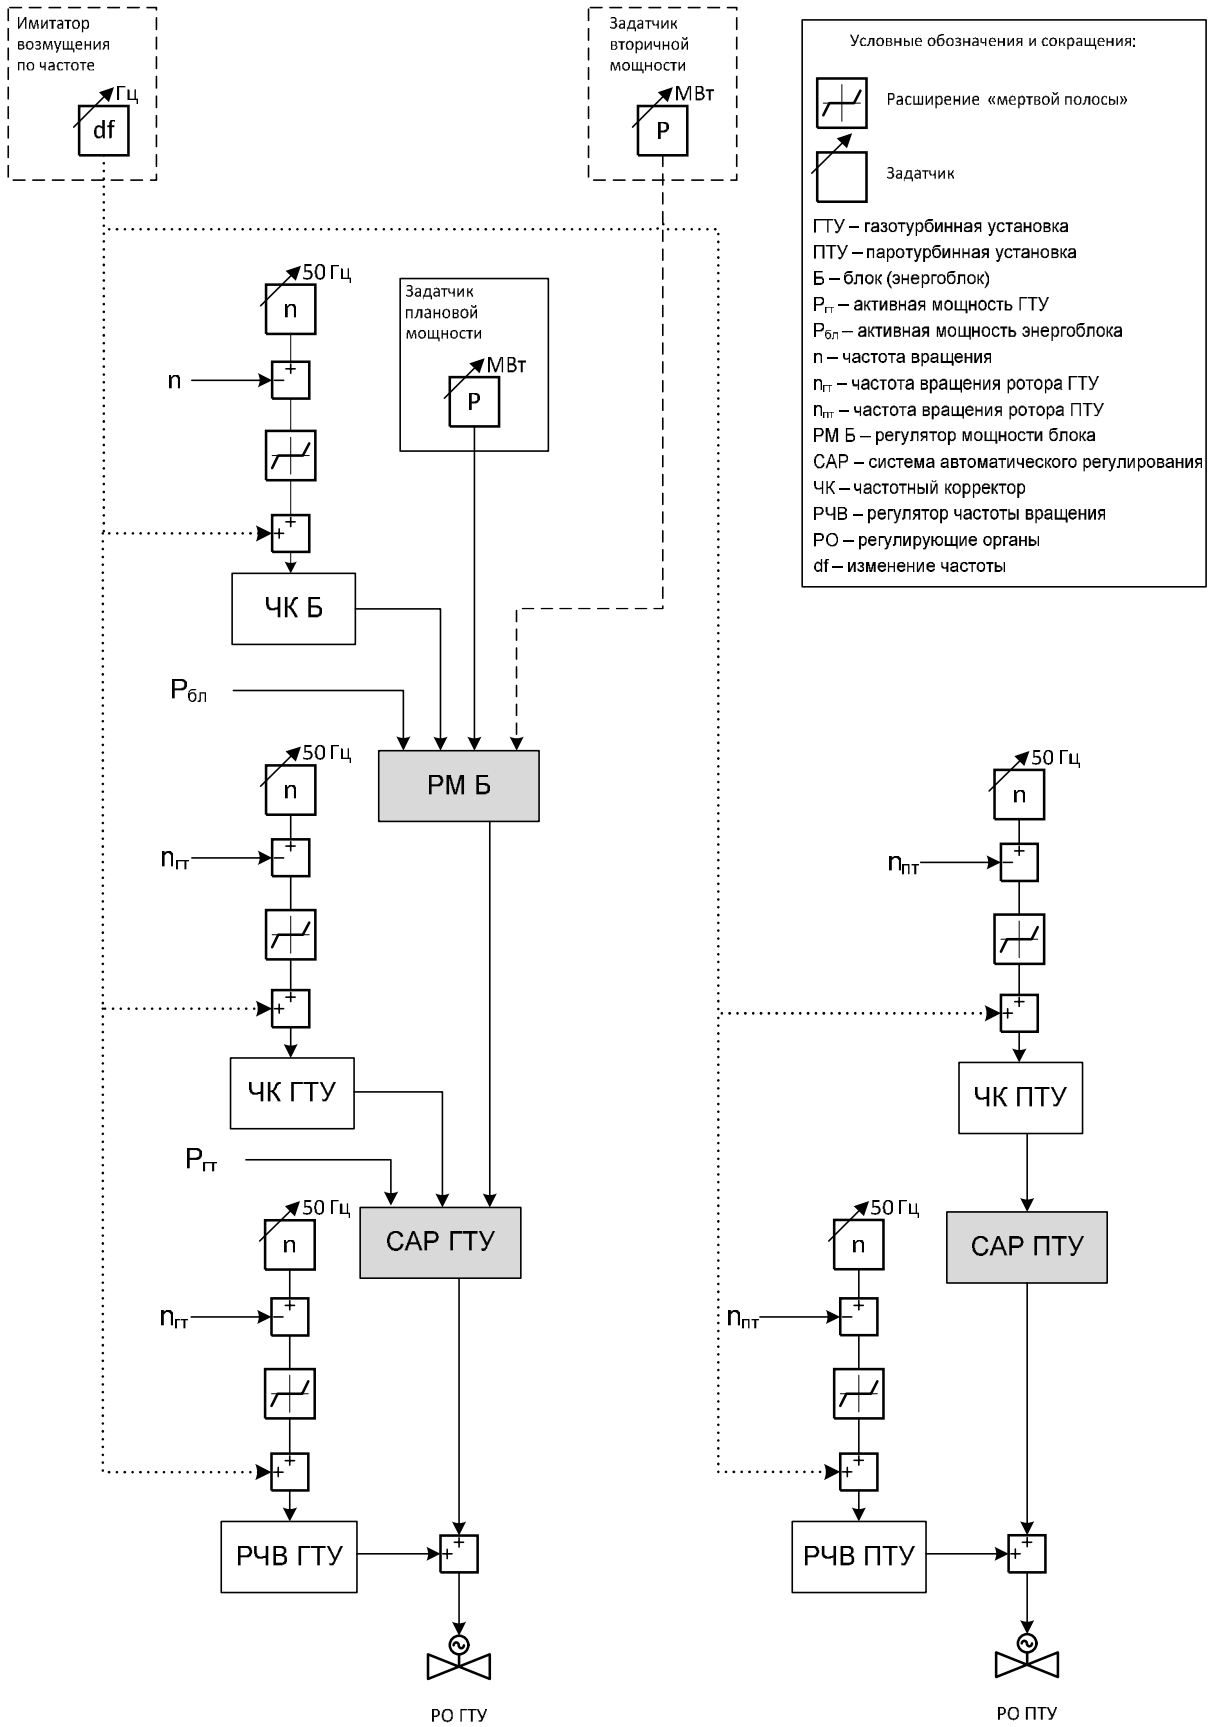 Имитатор
возмущения
по частоте
Гц
df
Задатчик
вторичной
мощности
МВт
P
Условные обозначения и сокращения:
Расширение «мертвой полосы»
Задатчик
ГТУ – газотурбинная установка
ПТУ – паротурбинная установка
Б – блок (энергоблок)
Pгт – активная мощность ГТУ
Pбл – активная мощность энергоблока
n – частота вращения
nгт – частота вращения ротора ГТУ
nпт – частота вращения ротора ПТУ
РМ Б – регулятор мощности блока
САР – система автоматического регулирования
ЧК – частотный корректор
РЧВ – регулятор частоты вращения
РО – регулирующие органы
df – изменение частоты
50 Гц
n
+
n
−
Задатчик
плановой
мощности
МВт
P
+
+
ЧК Б
Pбл
РМ Б
50 Гц
n
+
nгт
−
+
+
ЧК ГТУ
Pгт
САР ГТУ
50 Гц
n
+
nгт
−
+
+
РЧВ ГТУ
+
+
РО ГТУ
50 Гц
n
+
nпт
−
+
+
ЧК ПТУ
САР ПТУ
50 Гц
n
+
nпт
−
+
+
РЧВ ПТУ
+
+
РО ПТУ